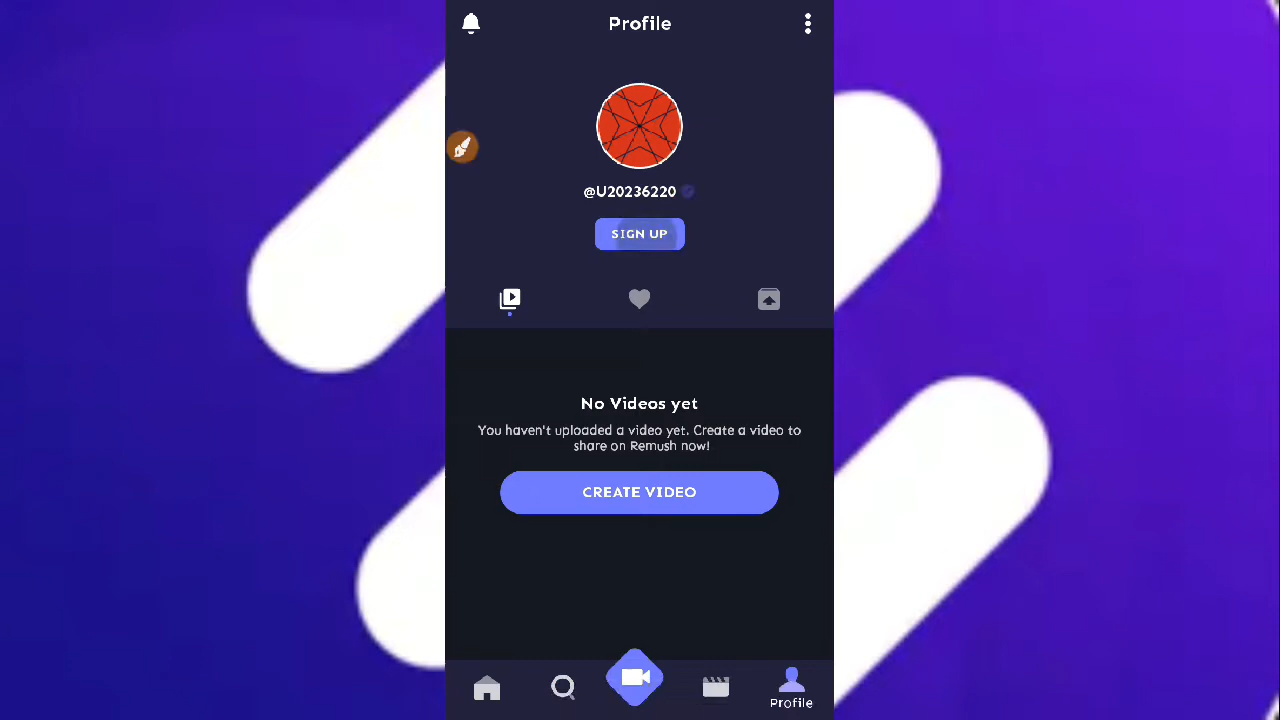 Profile
@U20236220
SIGN UP
No Videos yet
You haven't uploaded a video yet. Create a video to
share on Remush now!
CREATE VIDEO
Profile